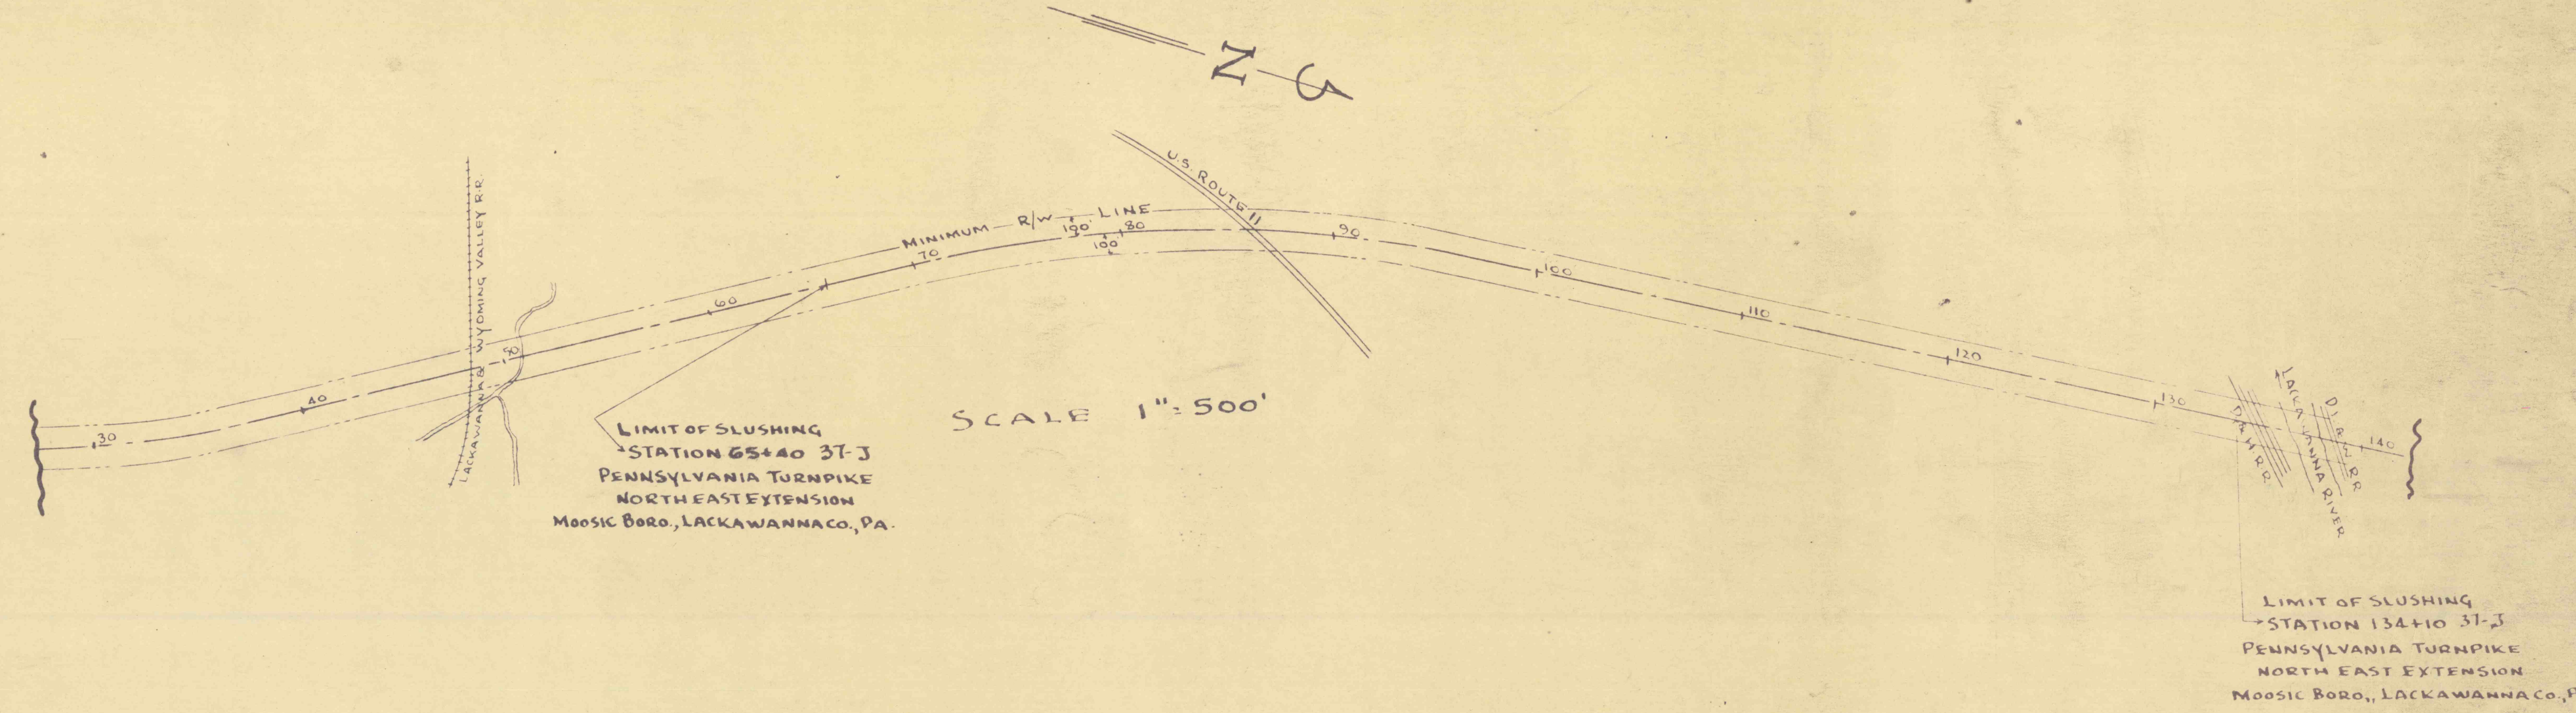 N
U.S. ROUTE 11
LACKAWANNA & WYOMING VALLEY R.R.
MINIMUM R/W LINE
100'
100'
30
40
50
60
70
80
90
100
110
120
130
140
LIMIT OF SLUSHING
STATION 65+40 37-J
PENNSYLVANIA TURNPIKE
NORTH EAST EXTENSION
MOOSIC BORO., LACKAWANNA CO., PA.
SCALE 1"=500'
D & H R.R.
LACKAWANNA RIVER
D L & W R R
LIMIT OF SLUSHING
STATION 134+10 37-J
PENNSYLVANIA TURNPIKE
NORTH EAST EXTENSION
MOOSIC BORO., LACKAWANNA CO., P